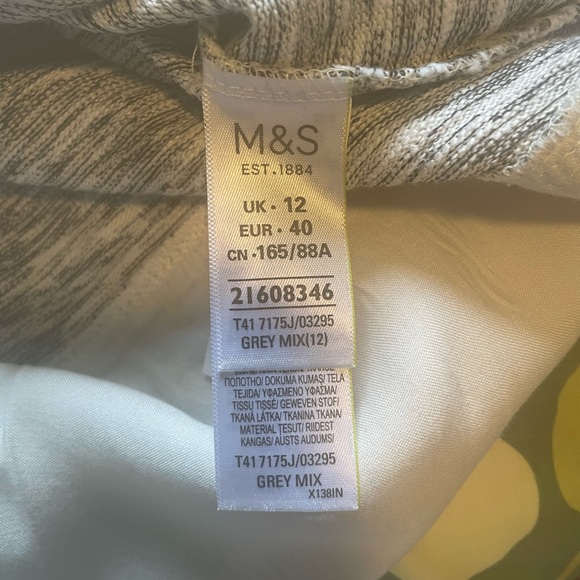 M&S
EST. 1884
UK · 12
EUR · 40
CN · 165/88A
21608346
T41 7175J/03295
GREY MIX(12)
ПОЛОТНО/ DOKUMA KUMAŞ/ TELA
TEJIDA/ ΥΦΑΣΜΕΝΟ ΥΦΑΣΜΑ/
TISSU TISSÉ/ GEWEVEN STOF/
TKANÁ LÁTKA/ TKANINA TKANA/
MATERIAL ŢESUT/ RIIDEST
KANGAS/ AUSTS AUDUMS/
T41 7175J/03295
GREY MIX
X138IN